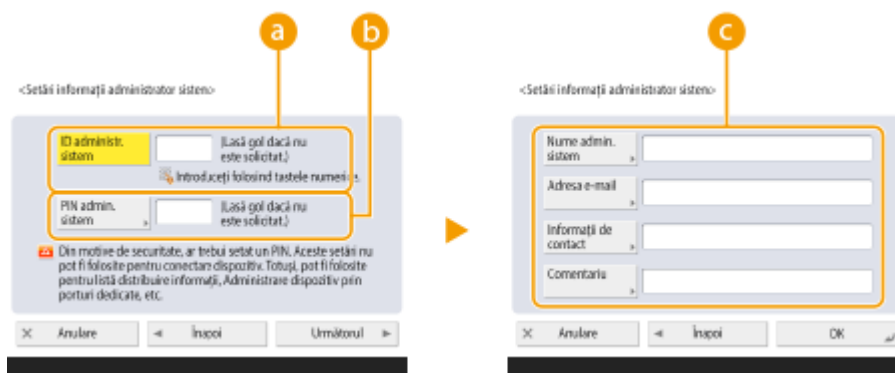 a
b
c
<Setări informații administrator sistem>
ID administr.
sistem
(Lasă gol dacă nu
este solicitat.)
Introduceți folosind tastele numerice.
PIN admin.
sistem
(Lasă gol dacă nu
este solicitat.)
Din motive de securitate, ar trebui setat un PIN. Aceste setări nu
pot fi folosite pentru conectare dispozitiv. Totuși, pot fi folosite
pentru listă distribuire informații, Administrare dispozitiv prin
porturi dedicate, etc.
Anulare
Înapoi
Următorul
<Setări informații administrator sistem>
Nume admin.
sistem
Adresa e-mail
Informații de
contact
Comentariu
Anulare
Înapoi
OK